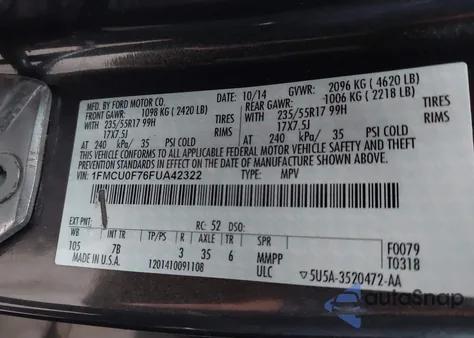 MFD. BY FORD MOTOR CO.
10/14 GVWR: 2096 KG ( 4620 LB)
FRONT GAWR: 1098 KG ( 2420 LB) REAR GAWR: 1006 KG ( 2218 LB)
WITH 235/55R17 99H TIRES WITH 235/55R17 99H TIRES
17X7.5J RIMS 17X7.5J RIMS
AT 240 kPa/ 35 PSI COLD AT 240 kPa/ 35 PSI COLD
THIS VEHICLE CONFORMS TO ALL APPLICABLE FEDERAL MOTOR VEHICLE SAFETY, BUMPER, AND THEFT
PREVENTION STANDARDS IN EFFECT ON THE DATE OF MANUFACTURE SHOWN ABOVE.
VIN: 1FMCU0F76FUA42322 TYPE: MPV
EXT PNT: RC: 52 DSO:
WB INT TR TP/PS R AXLE TR SPR F0079
105 7B 3 35 6 MMPP T0318
MADE IN U.S.A. 1201410091108 ULC ▽5U5A-3520472-AA
autoSnap